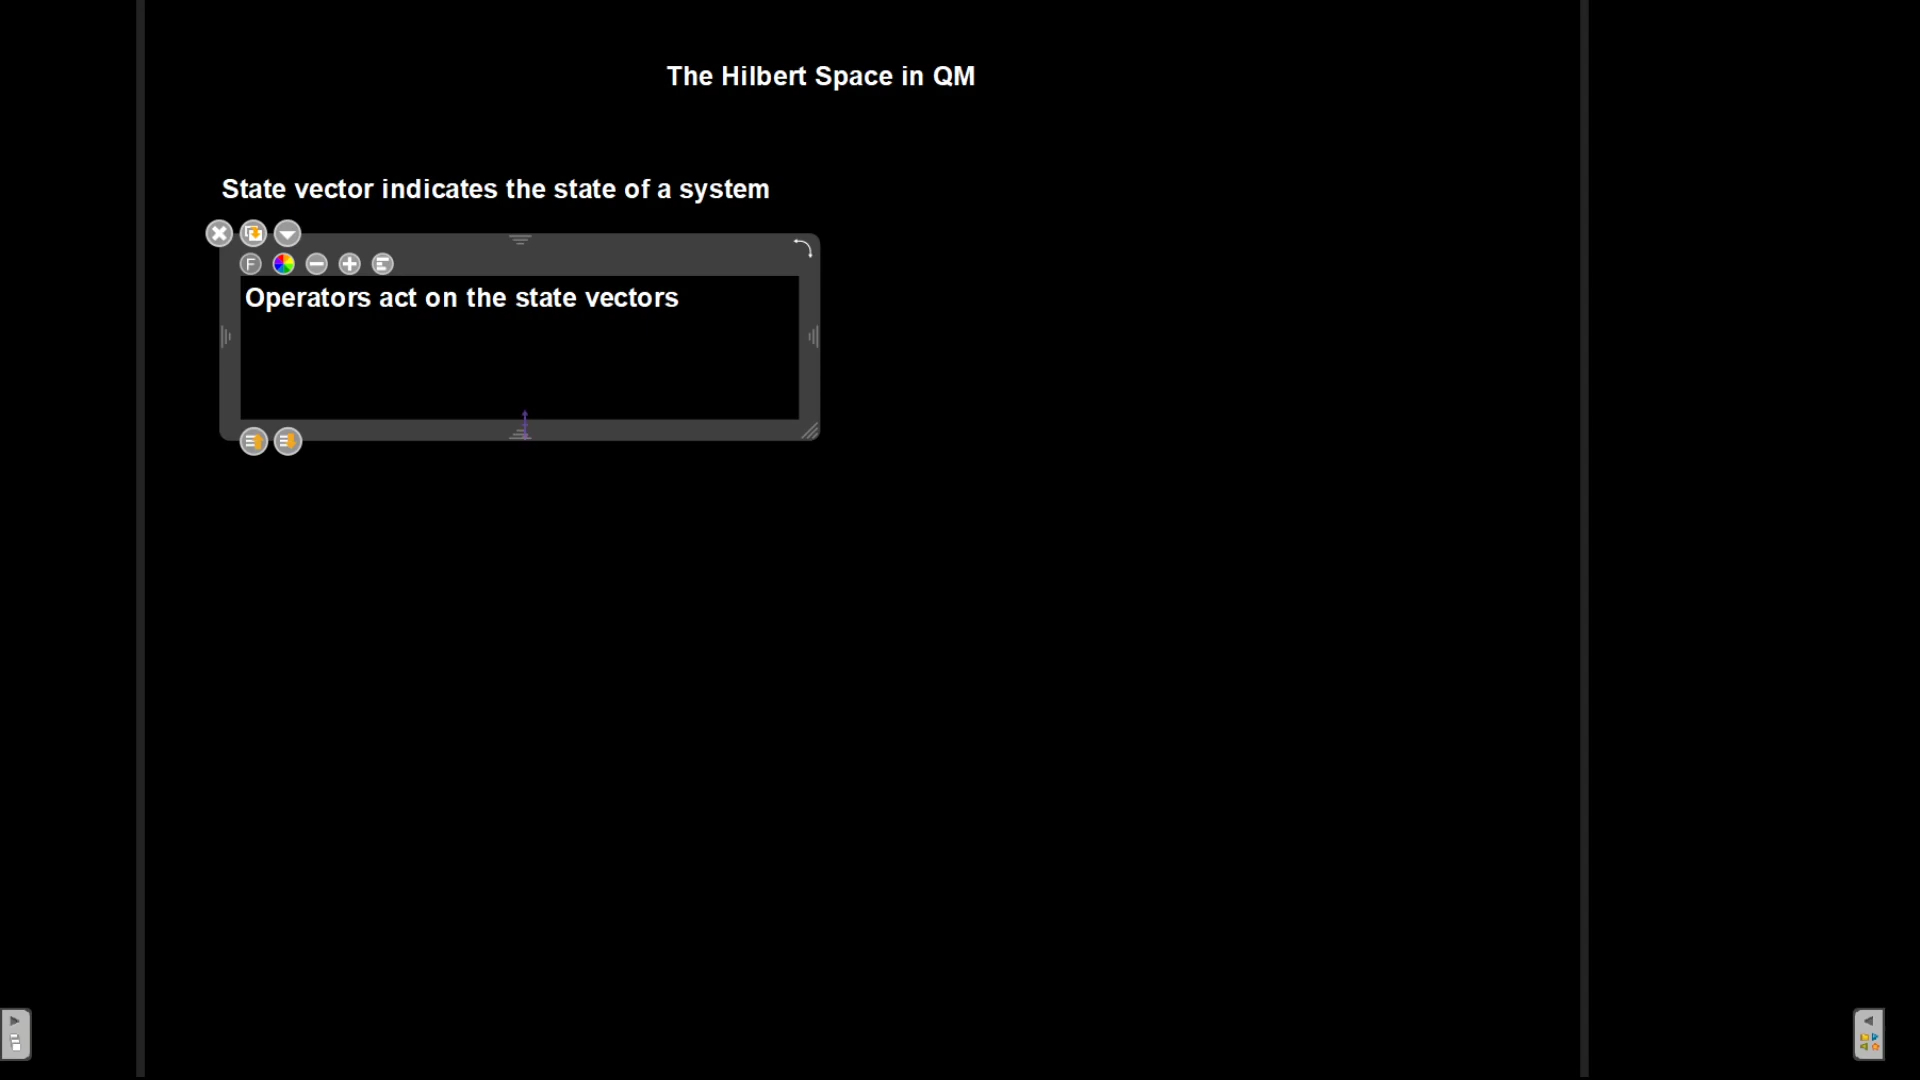 The Hilbert Space in QM
State vector indicates the state of a system
F
Operators act on the state vectors